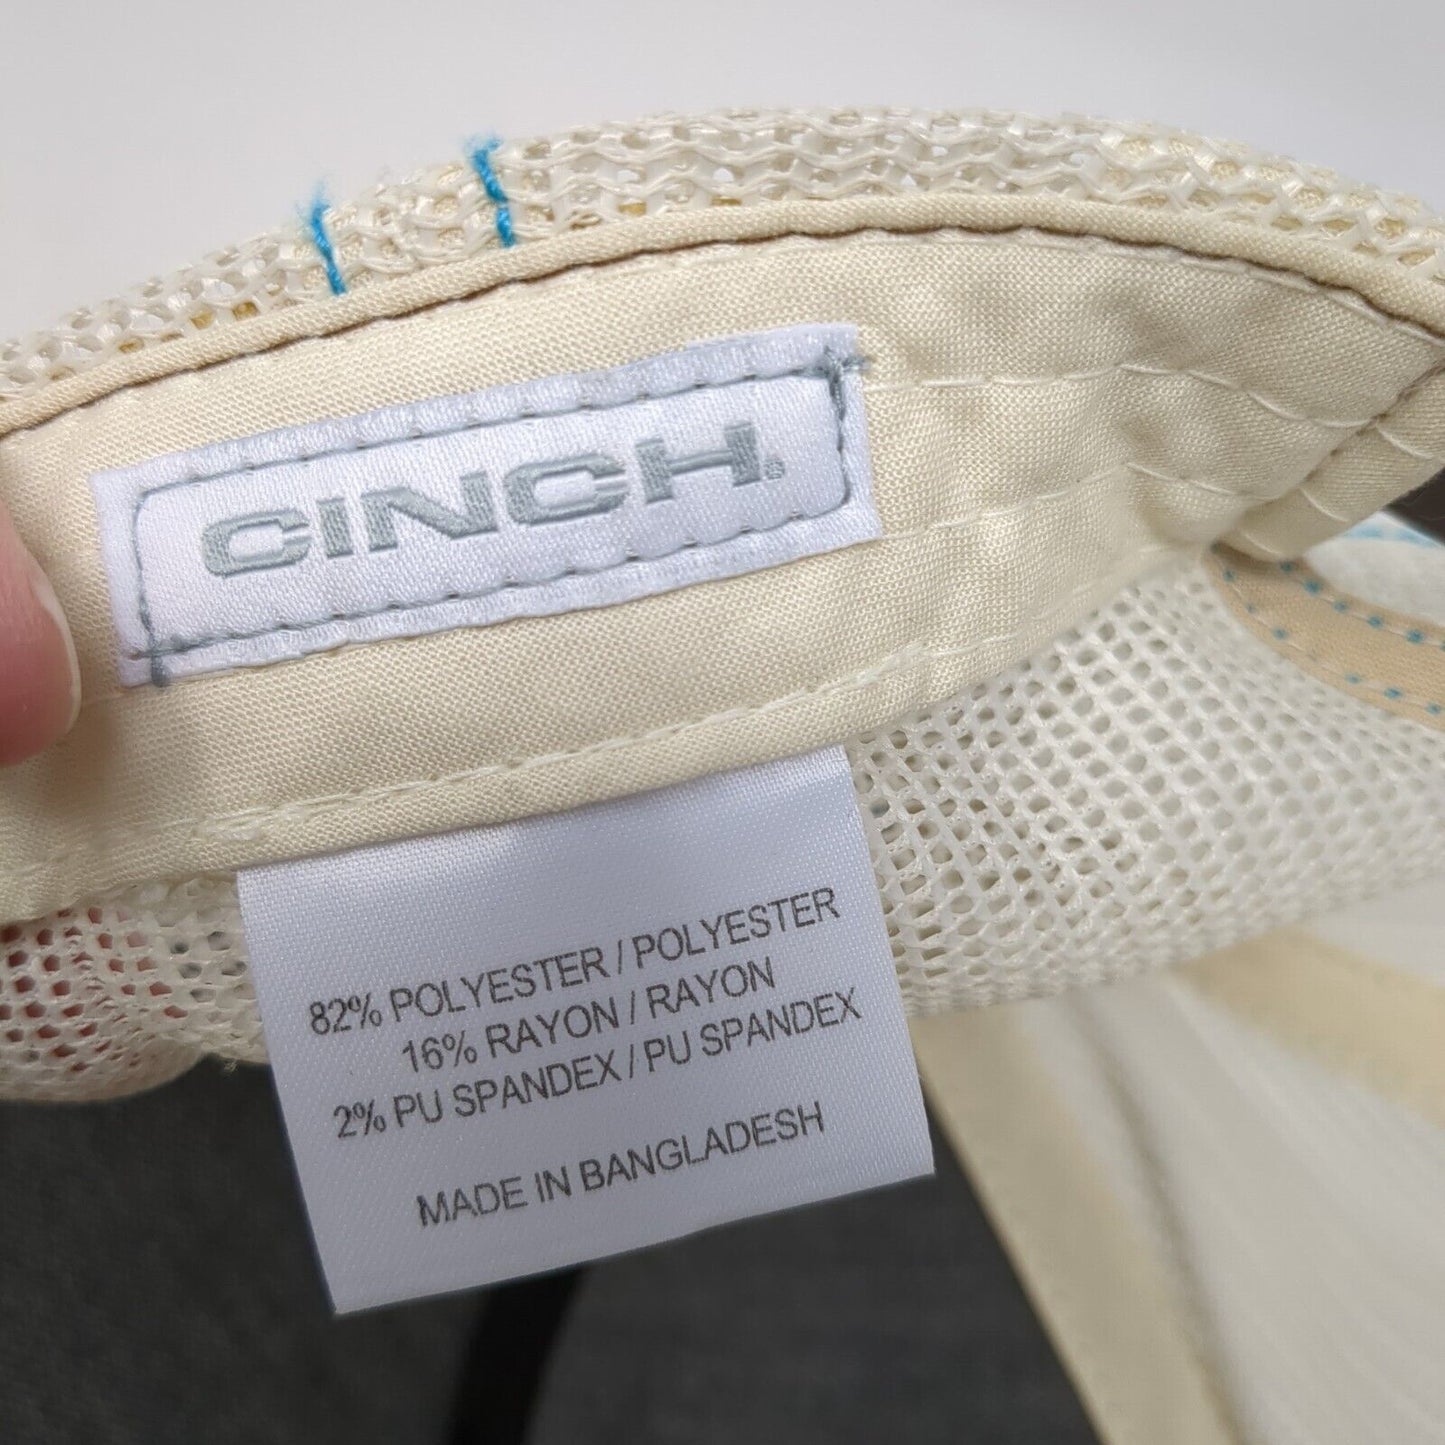 CINCH®
82% POLYESTER / POLYESTER
16% RAYON / RAYON
2% PU SPANDEX / PU SPANDEX
MADE IN BANGLADESH